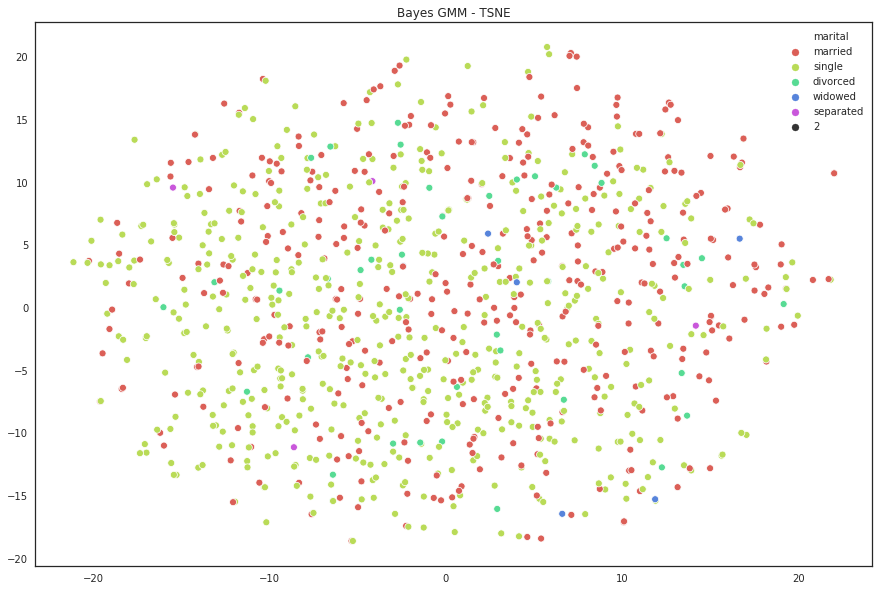 Bayes GMM - TSNE
marital
married
single
divorced
widowed
separated
2
20
15
10
5
0
−5
−10
−15
−20
−20 −10 0 10 20